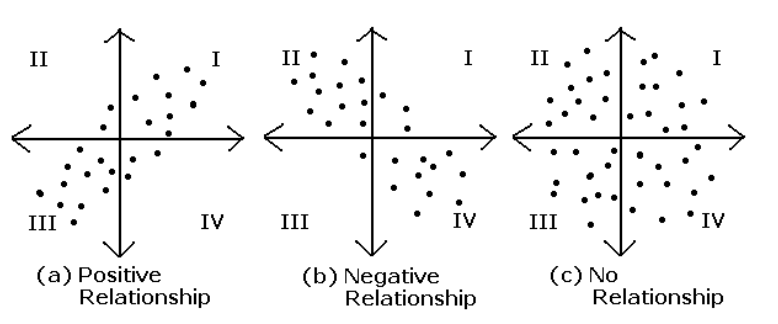 II I
III IV
(a) Positive
Relationship
II I
III IV
(b) Negative
Relationship
II I
III IV
(c) No
Relationship